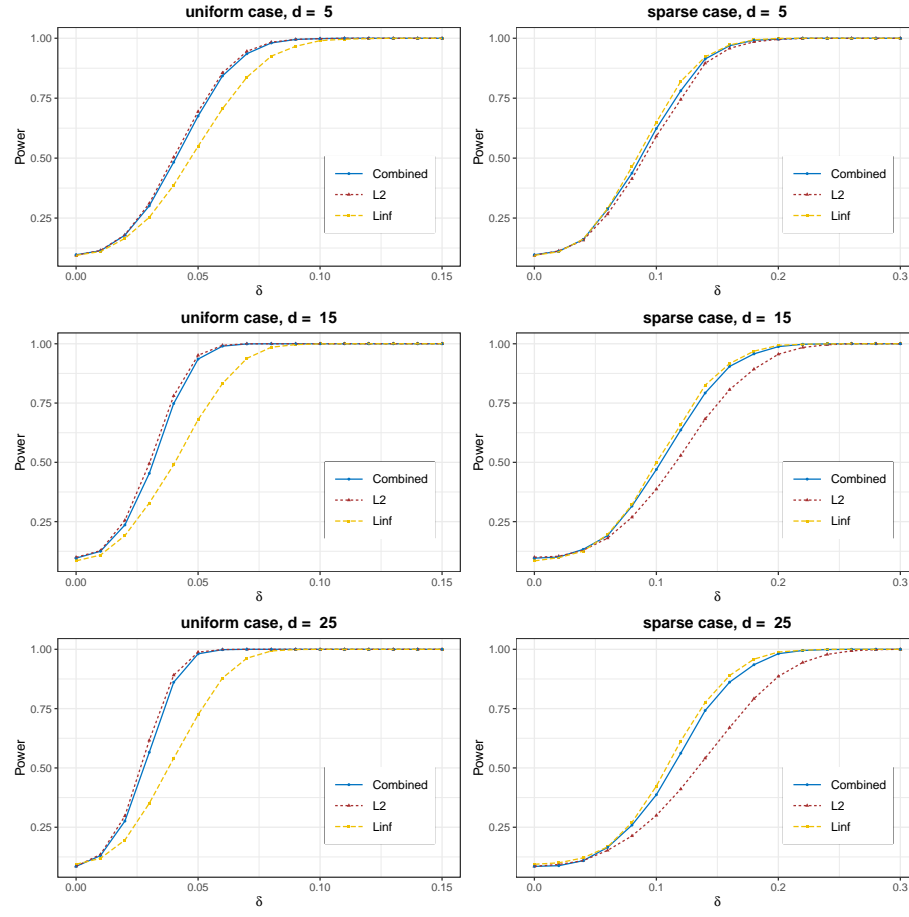 uniform case, d = 5
Power
1.00
0.75
0.50
0.25
Combined
L2
Linf
0.00
0.05
0.10
0.15
δ
sparse case, d = 5
Power
1.00
0.75
0.50
0.25
Combined
L2
Linf
0.0
0.1
0.2
0.3
δ
uniform case, d = 15
Power
1.00
0.75
0.50
0.25
Combined
L2
Linf
0.00
0.05
0.10
0.15
δ
sparse case, d = 15
Power
1.00
0.75
0.50
0.25
Combined
L2
Linf
0.0
0.1
0.2
0.3
δ
uniform case, d = 25
Power
1.00
0.75
0.50
0.25
Combined
L2
Linf
0.00
0.05
0.10
0.15
δ
sparse case, d = 25
Power
1.00
0.75
0.50
0.25
Combined
L2
Linf
0.0
0.1
0.2
0.3
δ